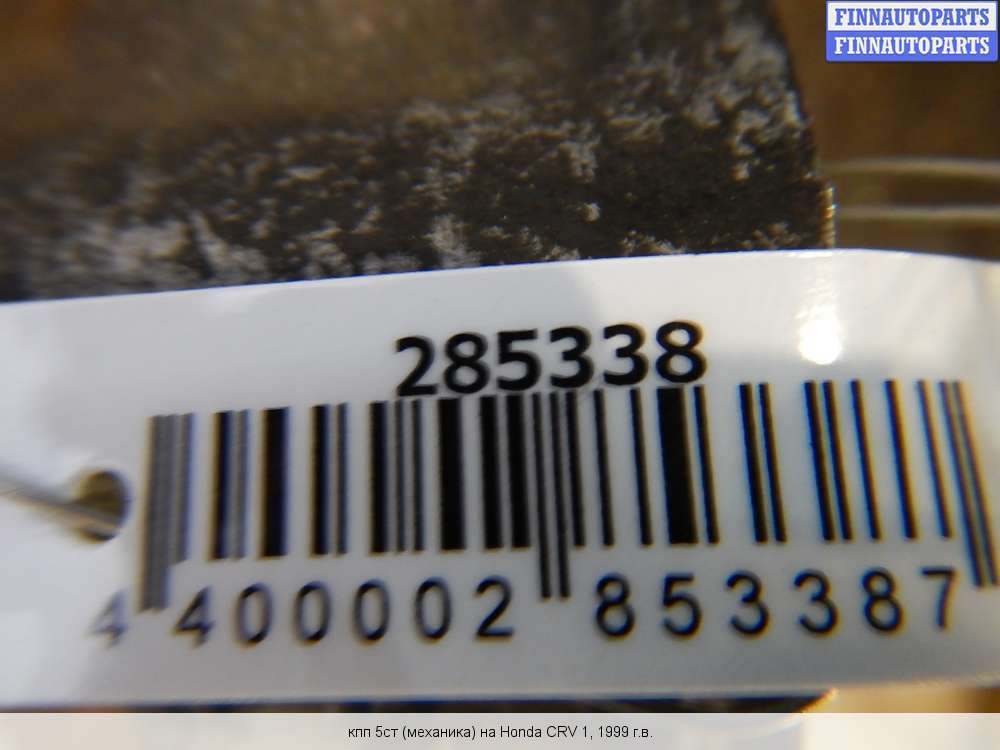 FINNAUTOPARTS
FINNAUTOPARTS
285338
4 400002 853387
кпп 5ст (механика) на Honda CRV 1, 1999 г.в.